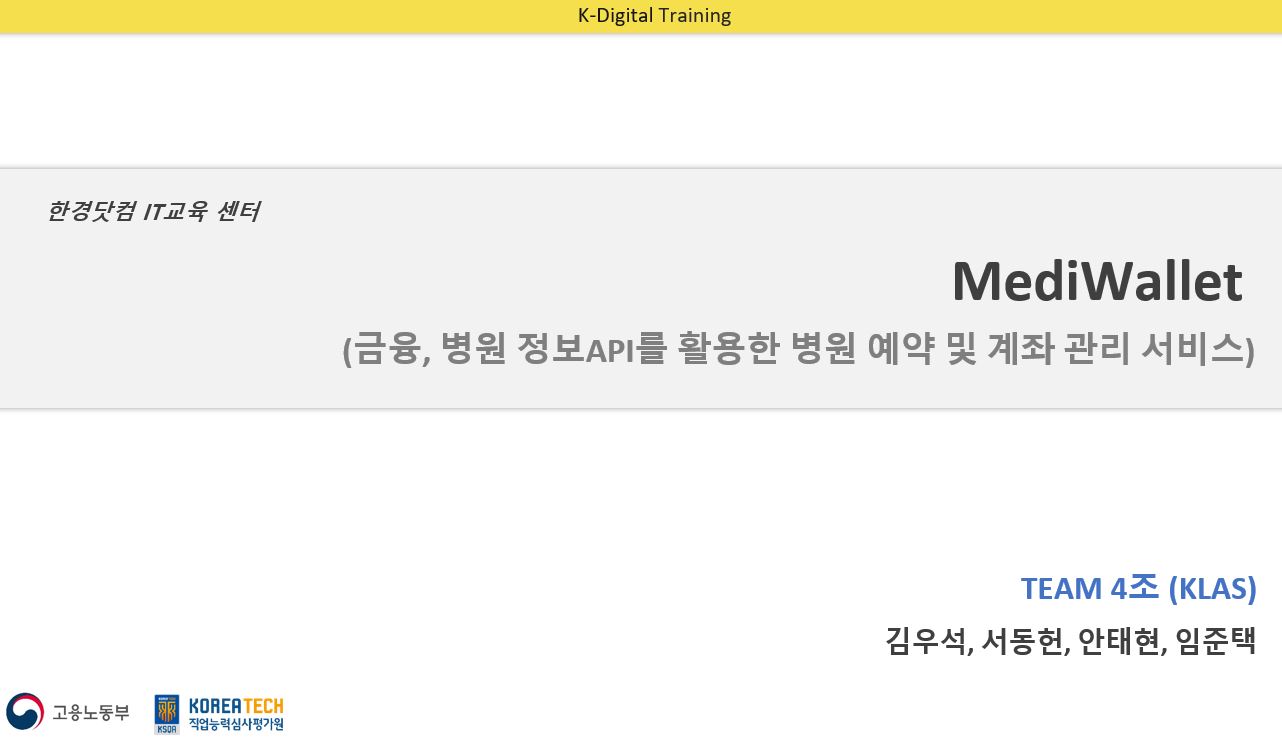 K-Digital Training
한경닷컴 IT교육 센터
MediWallet
(금융, 병원 정보API를 활용한 병원 예약 및 계좌 관리 서비스)
TEAM 4조 (KLAS)
김우석, 서동헌, 안태현, 임준택
고용노동부
KOREATECH
직업능력심사평가원
KSQA